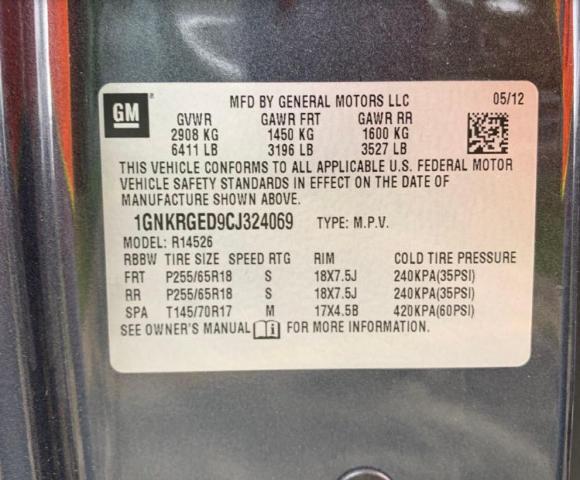 GM ® MFD BY GENERAL MOTORS LLC 05/12
GVWR GAWR FRT GAWR RR
2908 KG 1450 KG 1600 KG
6411 LB 3196 LB 3527 LB
THIS VEHICLE CONFORMS TO ALL APPLICABLE U.S. FEDERAL MOTOR
VEHICLE SAFETY STANDARDS IN EFFECT ON THE DATE OF
MANUFACTURE SHOWN ABOVE.
1GNKRGED9CJ324069 TYPE: M.P.V.
MODEL: R14526
RBBW TIRE SIZE SPEED RTG RIM COLD TIRE PRESSURE
FRT P255/65R18 S 18X7.5J 240KPA(35PSI)
RR P255/65R18 S 18X7.5J 240KPA(35PSI)
SPA T145/70R17 M 17X4.5B 420KPA(60PSI)
SEE OWNER'S MANUAL i FOR MORE INFORMATION.